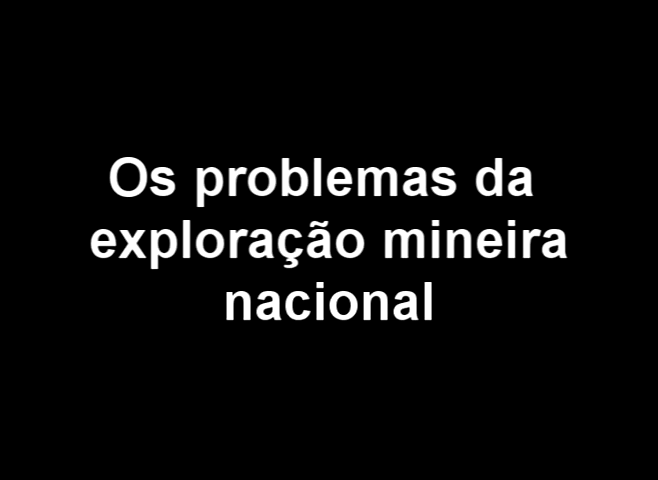 Os problemas da
exploração mineira
nacional